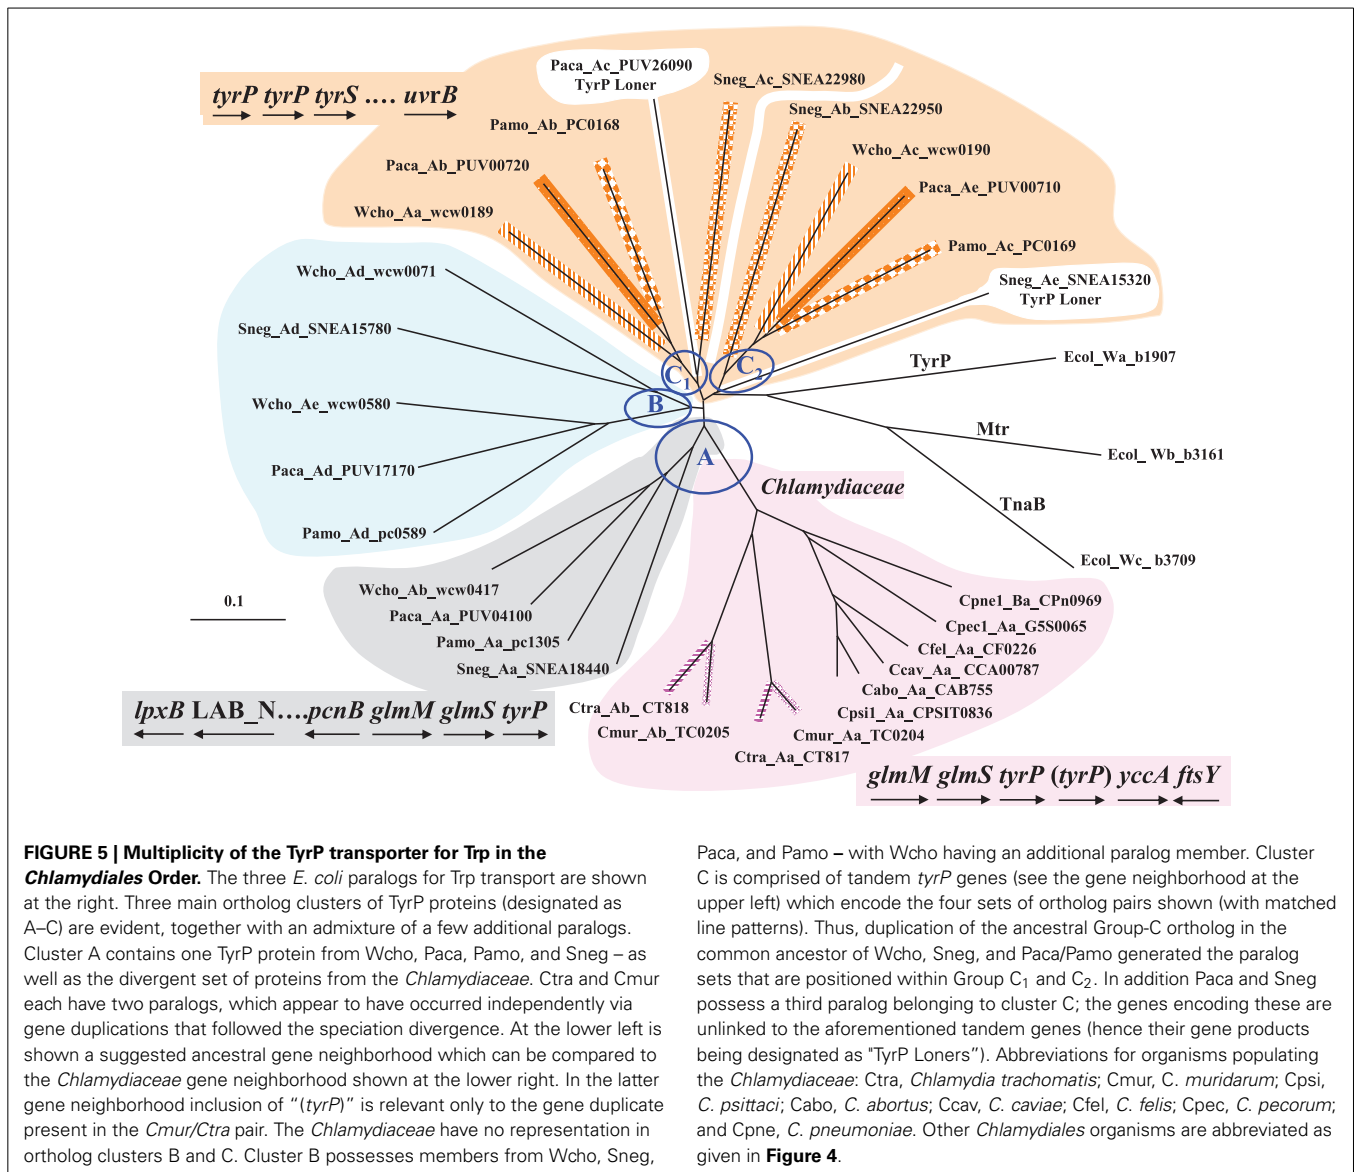 tyrP tyrP tyrS .... uvrB
Paca_Ac_PUV26090
TyrP Loner
Sneg_Ac_SNEA22980
Sneg_Ab_SNEA22950
Pamo_Ab_PC0168
Wcho_Ac_wcw0190
Paca_Ab_PUV00720
Paca_Ae_PUV00710
Wcho_Aa_wcw0189
Pamo_Ac_PC0169
Wcho_Ad_wcw0071
Sneg_Ae_SNEA15320
TyrP Loner
Sneg_Ad_SNEA15780
TyrP
Ecol_Wa_b1907
C1
C2
Wcho_Ae_wcw0580
B
Mtr
Ecol_ Wb_b3161
A
Paca_Ad_PUV17170
Chlamydiaceae
TnaB
Pamo_Ad_pc0589
Ecol_Wc_ b3709
Wcho_Ab_wcw0417
0.1
Cpne1_Ba_CPn0969
Paca_Aa_PUV04100
Cpec1_Aa_G5S0065
Pamo_Aa_pc1305
Cfel_Aa_CF0226
Sneg_Aa_SNEA18440
Ccav_Aa_ CCA00787
Cabo_Aa_CAB755
Ctra_Ab_ CT818
Cpsi1_Aa_CPSIT0836
Cmur_Ab_TC0205
Cmur_Aa_TC0204
Ctra_Aa_CT817
lpxB LAB_N....pcnB glmM glmS tyrP
glmM glmS tyrP (tyrP) yccA ftsY
FIGURE 5 | Multiplicity of the TyrP transporter for Trp in the
Chlamydiales Order. The three E. coli paralogs for Trp transport are shown
at the right. Three main ortholog clusters of TyrP proteins (designated as
A–C) are evident, together with an admixture of a few additional paralogs.
Cluster A contains one TyrP protein from Wcho, Paca, Pamo, and Sneg – as
well as the divergent set of proteins from the Chlamydiaceae. Ctra and Cmur
each have two paralogs, which appear to have occurred independently via
gene duplications that followed the speciation divergence. At the lower left is
shown a suggested ancestral gene neighborhood which can be compared to
the Chlamydiaceae gene neighborhood shown at the lower right. In the latter
gene neighborhood inclusion of “(tyrP)” is relevant only to the gene duplicate
present in the Cmur/Ctra pair. The Chlamydiaceae have no representation in
ortholog clusters B and C. Cluster B possesses members from Wcho, Sneg,
Paca, and Pamo – with Wcho having an additional paralog member. Cluster
C is comprised of tandem tyrP genes (see the gene neighborhood at the
upper left) which encode the four sets of ortholog pairs shown (with matched
line patterns). Thus, duplication of the ancestral Group-C ortholog in the
common ancestor of Wcho, Sneg, and Paca/Pamo generated the paralog
sets that are positioned within Group C1 and C2. In addition Paca and Sneg
possess a third paralog belonging to cluster C; the genes encoding these are
unlinked to the aforementioned tandem genes (hence their gene products
being designated as "TyrP Loners”). Abbreviations for organisms populating
the Chlamydiaceae: Ctra, Chlamydia trachomatis; Cmur, C. muridarum; Cpsi,
C. psittaci; Cabo, C. abortus; Ccav, C. caviae; Cfel, C. felis; Cpec, C. pecorum;
and Cpne, C. pneumoniae. Other Chlamydiales organisms are abbreviated as
given in Figure 4.